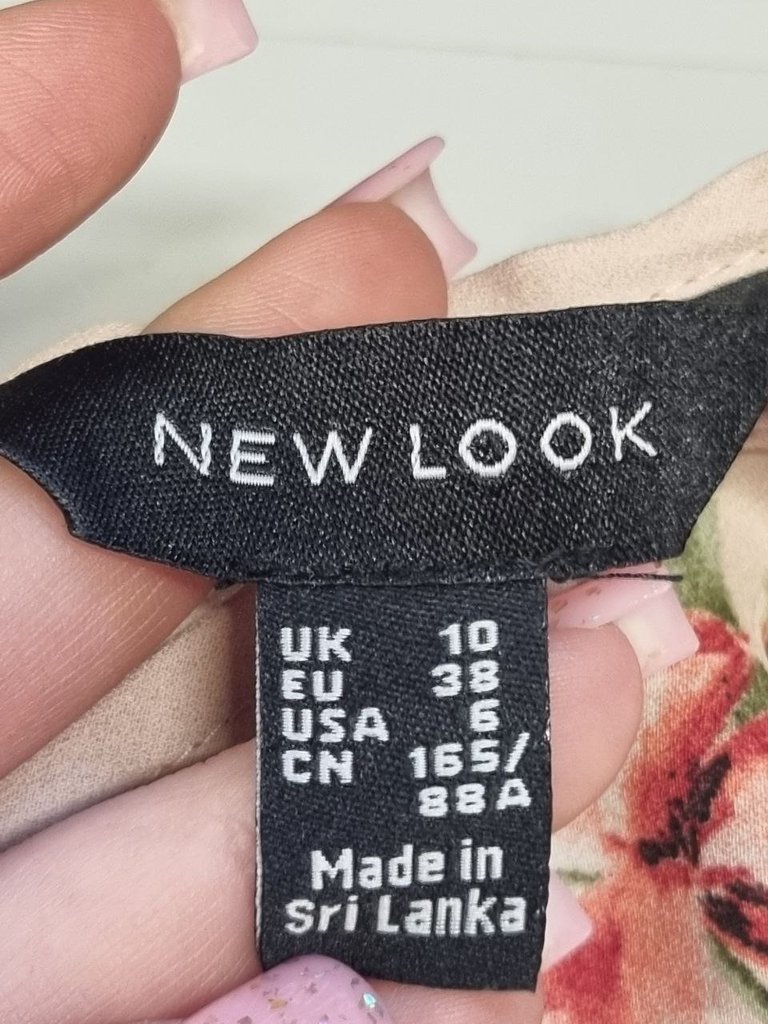 NEW LOOK
UK 10
EU 38
USA 6
CN 165/
88A
Made in
Sri Lanka